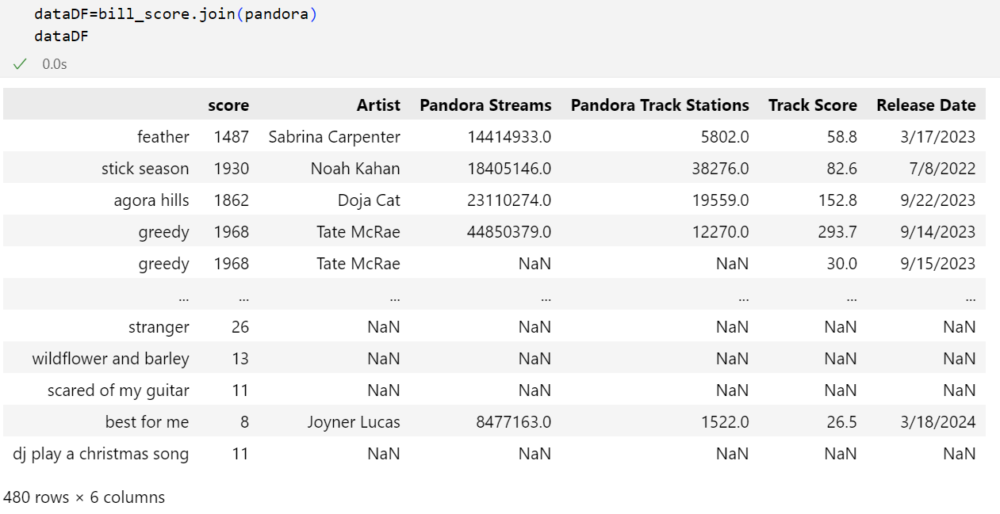 dataDF=bill_score.join(pandora)
dataDF
0.0s
score Artist Pandora Streams Pandora Track Stations Track Score Release Date
feather 1487 Sabrina Carpenter 14414933.0 5802.0 58.8 3/17/2023
stick season 1930 Noah Kahan 18405146.0 38276.0 82.6 7/8/2022
agora hills 1862 Doja Cat 23110274.0 19559.0 152.8 9/22/2023
greedy 1968 Tate McRae 44850379.0 12270.0 293.7 9/14/2023
greedy 1968 Tate McRae NaN NaN 30.0 9/15/2023
... ... ... ... ... ... ...
stranger 26 NaN NaN NaN NaN NaN
wildflower and barley 13 NaN NaN NaN NaN NaN
scared of my guitar 11 NaN NaN NaN NaN NaN
best for me 8 Joyner Lucas 8477163.0 1522.0 26.5 3/18/2024
dj play a christmas song 11 NaN NaN NaN NaN NaN
480 rows × 6 columns